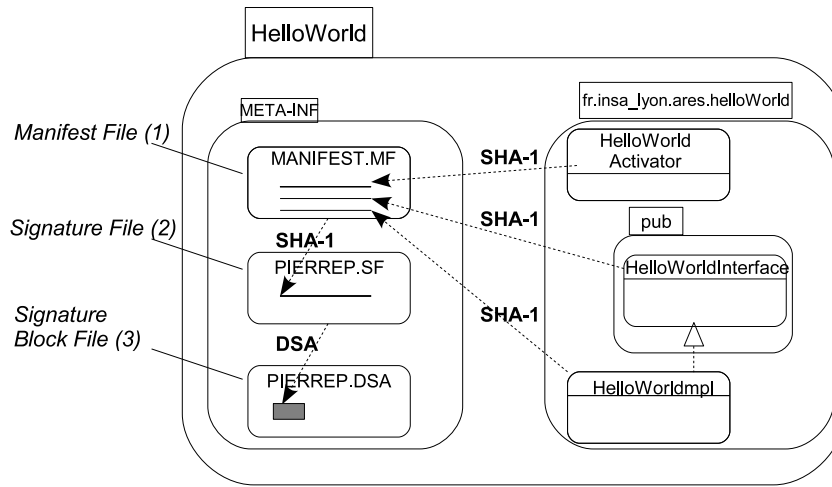 HelloWorld
fr.insa_lyon.ares.helloWorld
META-INF
Manifest File (1)
MANIFEST.MF
SHA-1
HelloWorld
Activator
Signature File (2)
SHA-1
PIERREP.SF
SHA-1
pub
HelloWorldInterface
Signature
Block File (3)
DSA
PIERREP.DSA
SHA-1
HelloWorldmpl